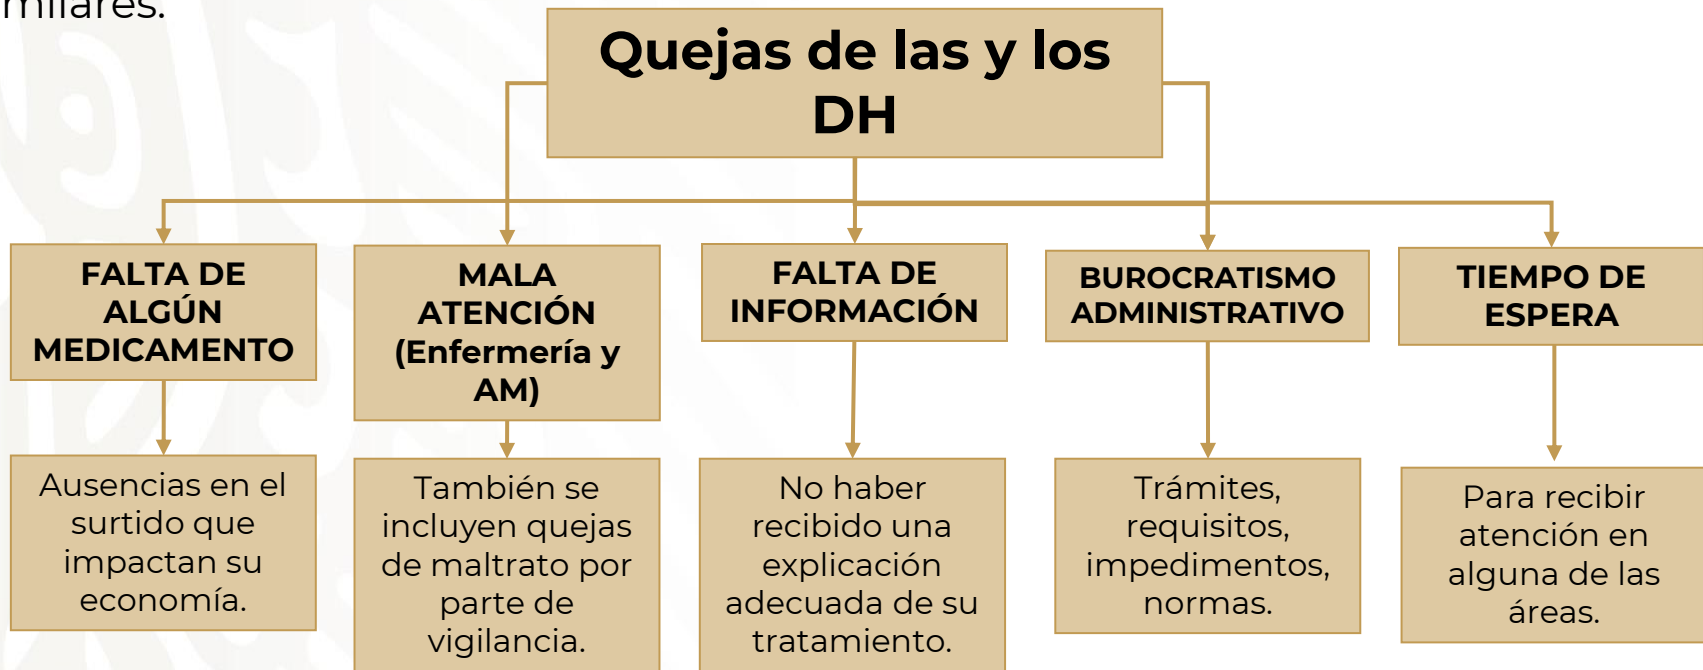 milares.
Quejas de las y los
DH
FALTA DE
ALGÚN
MEDICAMENTO
Ausencias en el
surtido que
impactan su
economía.
MALA
ATENCIÓN
(Enfermería y
AM)
También se
incluyen quejas
de maltrato por
parte de
vigilancia.
FALTA DE
INFORMACIÓN
No haber
recibido una
explicación
adecuada de su
tratamiento.
BUROCRATISMO
ADMINISTRATIVO
Trámites,
requisitos,
impedimentos,
normas.
TIEMPO DE
ESPERA
Para recibir
atención en
alguna de las
áreas.